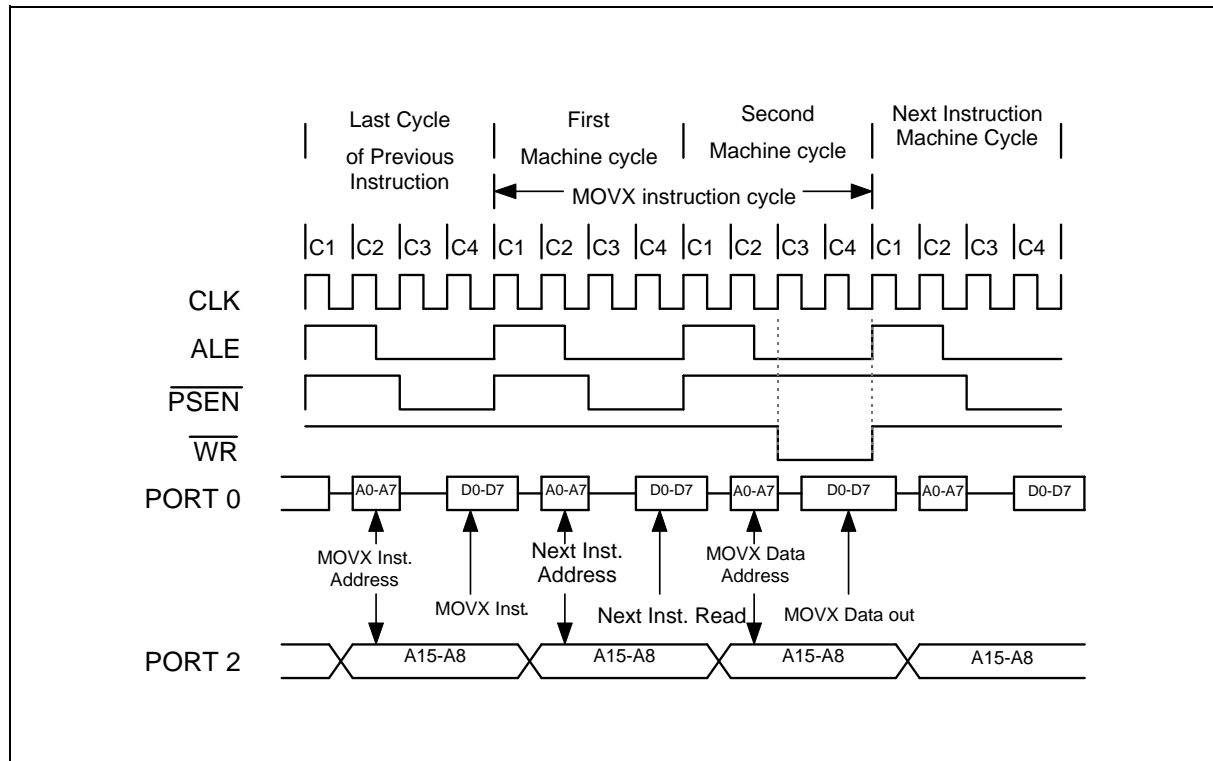 Last Cycle
of Previous
Instruction
First
Machine cycle
Second
Machine cycle
Next Instruction
Machine Cycle
MOVX instruction cycle
C1 C2 C3 C4 C1 C2 C3 C4 C1 C2 C3 C4 C1 C2 C3 C4
CLK
ALE
PSEN
WR
PORT 0
A0-A7 D0-D7 A0-A7 D0-D7 A0-A7 D0-D7 A0-A7 D0-D7
MOVX Inst.
Address
MOVX Inst.
Next Inst.
Address
Next Inst. Read
MOVX Data
Address
MOVX Data out
PORT 2
A15-A8 A15-A8 A15-A8 A15-A8